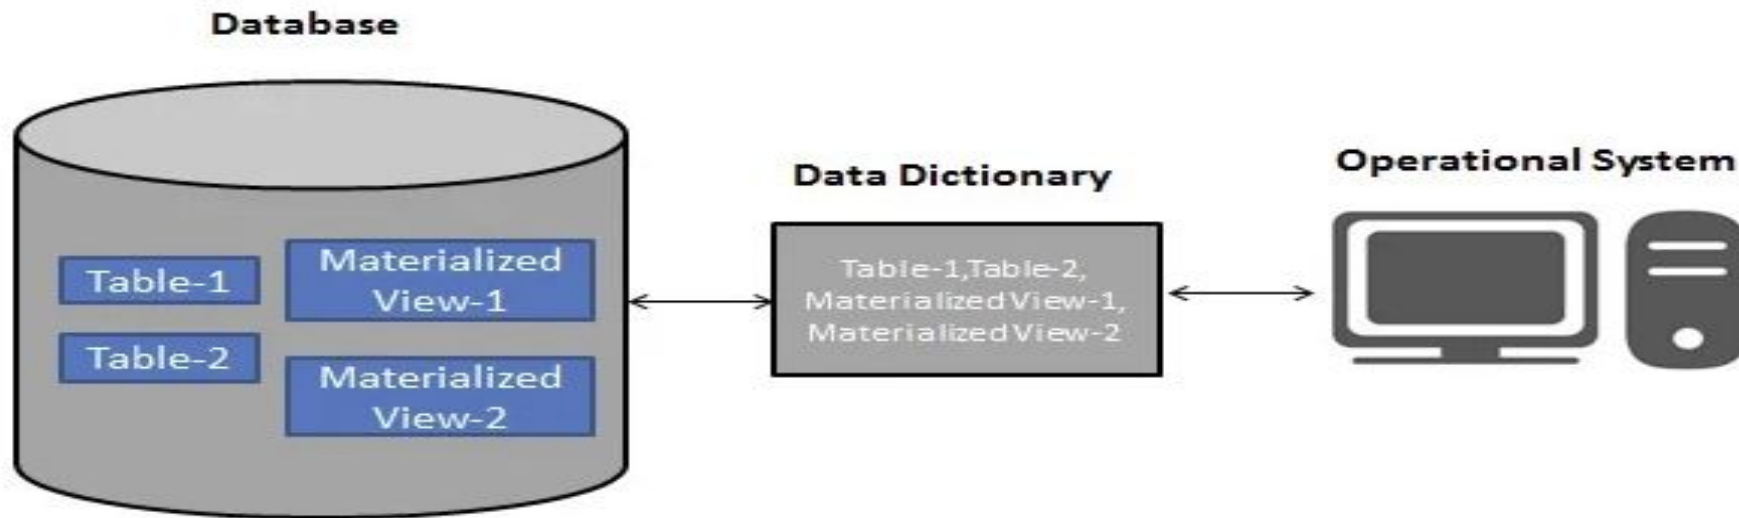 Database
Table-1
Table-2
Materialized
View-1
Materialized
View-2
Data Dictionary
Table-1,Table-2,
Materialized View-1,
Materialized View-2
Operational System